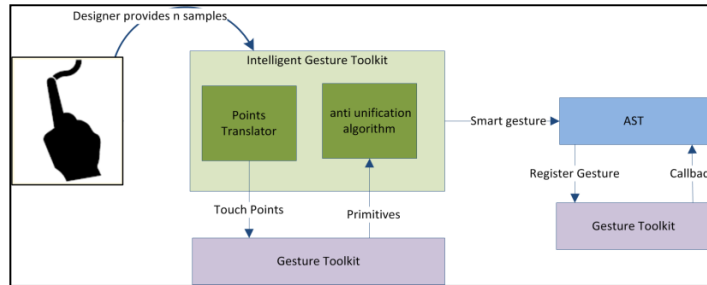 Designer provides n samples
Intelligent Gesture Toolkit
Points
Translator
anti unification
algorithm
Smart gesture
AST
Register Gesture
Callback
Touch Points
Primitives
Gesture Toolkit
Gesture Toolkit